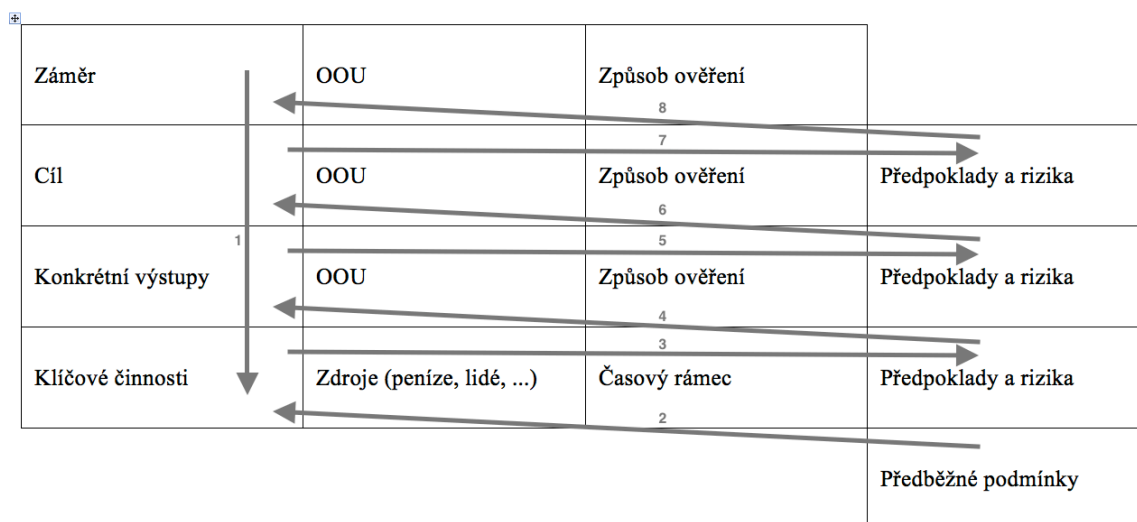 Záměr OOU Způsob ověření
8
7
Cíl OOU Způsob ověření Předpoklady a rizika
6
1 5
Konkrétní výstupy OOU Způsob ověření Předpoklady a rizika
4
3
Klíčové činnosti Zdroje (peníze, lidé, ...) Časový rámec Předpoklady a rizika
2
Předběžné podmínky